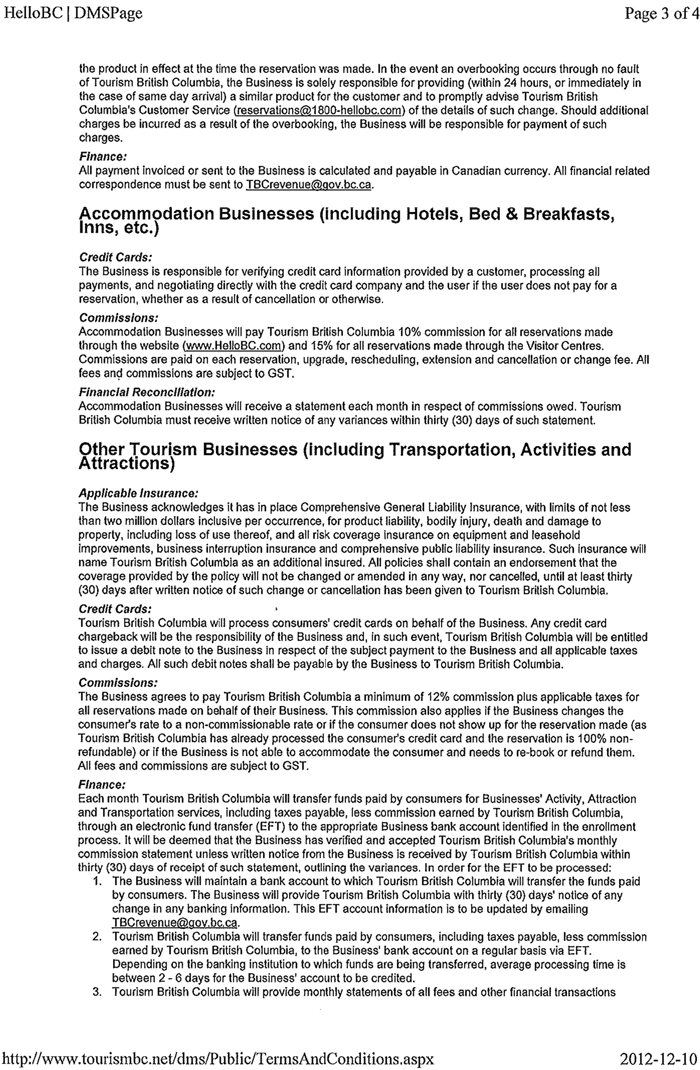 HelloBC | DMSPage
Page 3 of 4
the product in effect at the time the reservation was made. In the event an overbooking occurs through no fault
of Tourism British Columbia, the Business is solely responsible for providing (within 24 hours, or immediately in
the case of same day arrival) a similar product for the customer and to promptly advise Tourism British
Columbia's Customer Service (reservations@1800-hellobc.com) of the details of such change. Should additional
charges be incurred as a result of the overbooking, the Business will be responsible for payment of such
charges.
Finance:
All payment invoiced or sent to the Business is calculated and payable in Canadian currency. All financial related
correspondence must be sent to TBCrevenue@gov.bc.ca.
Accommodation Businesses (including Hotels, Bed & Breakfasts,
Inns, etc.)
Credit Cards:
The Business is responsible for verifying credit card information provided by a customer, processing all
payments, and negotiating directly with the credit card company and the user if the user does not pay for a
reservation, whether as a result of cancellation or otherwise.
Commissions:
Accommodation Businesses will pay Tourism British Columbia 10% commission for all reservations made
through the website (www.HelloBC.com) and 15% for all reservations made through the Visitor Centres.
Commissions are paid on each reservation, upgrade, rescheduling, extension and cancellation or change fee. All
fees and commissions are subject to GST.
Financial Reconciliation:
Accommodation Businesses will receive a statement each month in respect of commissions owed. Tourism
British Columbia must receive written notice of any variances within thirty (30) days of such statement.
Other Tourism Businesses (including Transportation, Activities and
Attractions)
Applicable Insurance:
The Business acknowledges it has in place Comprehensive General Liability Insurance, with limits of not less
than two million dollars inclusive per occurrence, for product liability, bodily injury, death and damage to
property, including loss of use thereof, and all risk coverage insurance on equipment and leasehold
improvements, business interruption insurance and comprehensive public liability insurance. Such insurance will
name Tourism British Columbia as an additional insured. All policies shall contain an endorsement that the
coverage provided by the policy will not be changed or amended in any way, nor cancelled, until at least thirty
(30) days after written notice of such change or cancellation has been given to Tourism British Columbia.
Credit Cards:
Tourism British Columbia will process consumers' credit cards on behalf of the Business. Any credit card
chargeback will be the responsibility of the Business and, in such event, Tourism British Columbia will be entitled
to issue a debit note to the Business in respect of the subject payment to the Business and all applicable taxes
and charges. All such debit notes shall be payable by the Business to Tourism British Columbia.
Commissions:
The Business agrees to pay Tourism British Columbia a minimum of 12% commission plus applicable taxes for
all reservations made on behalf of their Business. This commission also applies if the Business changes the
consumer's rate to a non-commissionable rate or if the consumer does not show up for the reservation made (as
Tourism British Columbia has already processed the consumer's credit card and the reservation is 100% non-
refundable) or if the Business is not able to accommodate the consumer and needs to re-book or refund them.
All fees and commissions are subject to GST.
Finance:
Each month Tourism British Columbia will transfer funds paid by consumers for Businesses' Activity, Attraction
and Transportation services, including taxes payable, less commission earned by Tourism British Columbia,
through an electronic fund transfer (EFT) to the appropriate Business bank account identified in the enrollment
process. It will be deemed that the Business has verified and accepted Tourism British Columbia's monthly
commission statement unless written notice from the Business is received by Tourism British Columbia within
thirty (30) days of receipt of such statement, outlining the variances. In order for the EFT to be processed:
1. The Business will maintain a bank account to which Tourism British Columbia will transfer the funds paid
by consumers. The Business will provide Tourism British Columbia with thirty (30) days' notice of any
change in any banking information. This EFT account information is to be updated by emailing
TBCrevenue@gov.bc.ca.
2. Tourism British Columbia will transfer funds paid by consumers, including taxes payable, less commission
earned by Tourism British Columbia, to the Business' bank account on a regular basis via EFT.
Depending on the banking institution to which funds are being transferred, average processing time is
between 2 - 6 days for the Business' account to be credited.
3. Tourism British Columbia will provide monthly statements of all fees and other financial transactions
http://www.tourismbc.net/dms/Public/TermsAndConditions.aspx
2012-12-10